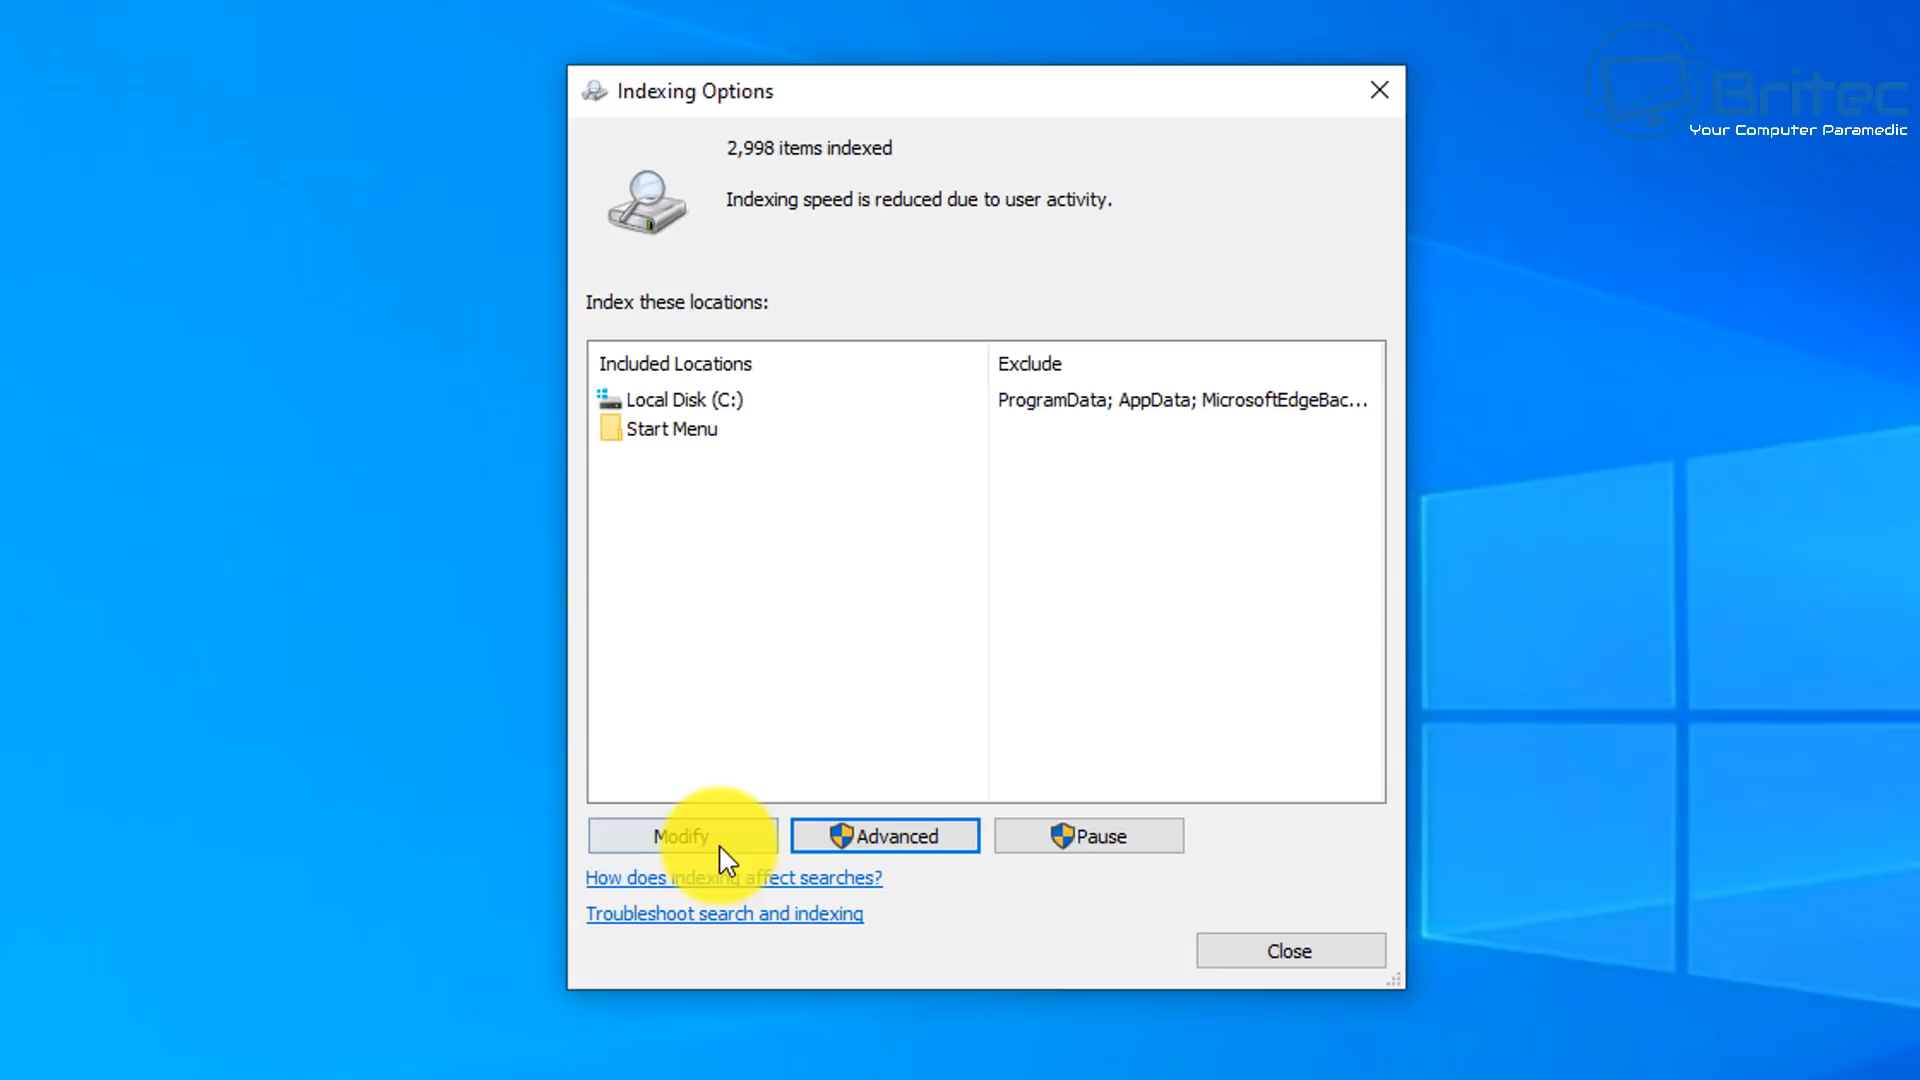 Indexing Options
Britec
Your Computer Paramedic
2,998 items indexed
Indexing speed is reduced due to user activity.
Index these locations:
Included Locations
Exclude
Local Disk (C:)
ProgramData; AppData; MicrosoftEdgeBac...
Start Menu
Modify
Advanced
Pause
How does indexing affect searches?
Troubleshoot search and indexing
Close